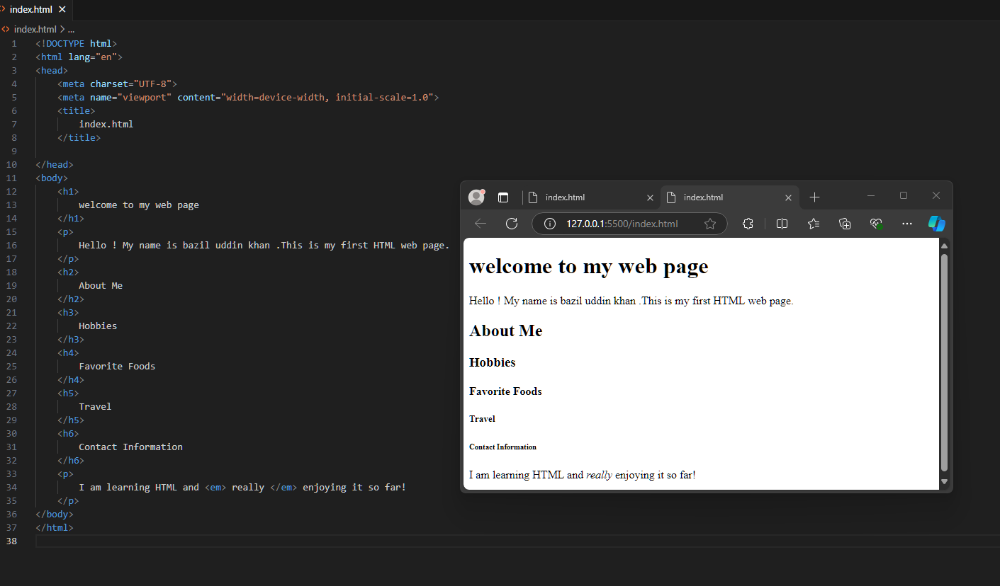 index.html
index.html > ...
1 <!DOCTYPE html>
2 <html lang="en">
3 <head>
4 <meta charset="UTF-8">
5 <meta name="viewport" content="width=device-width, initial-scale=1.0">
6 <title>
7 index.html
8 </title>
9
10 </head>
11 <body>
12 <h1>
13 welcome to my web page
14 </h1>
15 <p>
16 Hello ! My name is bazil uddin khan .This is my first HTML web page.
17 </p>
18 <h2>
19 About Me
20 </h2>
21 <h3>
22 Hobbies
23 </h3>
24 <h4>
25 Favorite Foods
26 </h4>
27 <h5>
28 Travel
29 </h5>
30 <h6>
31 Contact Information
32 </h6>
33 <p>
34 I am learning HTML and <em> really </em> enjoying it so far!
35 </p>
36 </body>
37 </html>
38
index.html
index.html
127.0.0.1:5500/index.html
welcome to my web page
Hello ! My name is bazil uddin khan .This is my first HTML web page.
About Me
Hobbies
Favorite Foods
Travel
Contact Information
I am learning HTML and really enjoying it so far!